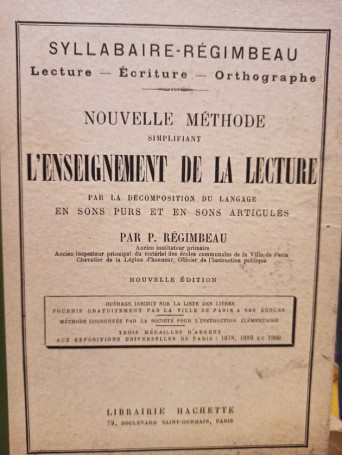 SYLLABAIRE-RÉGIMBEAU
Lecture — Écriture — Orthographe
NOUVELLE MÉTHODE
SIMPLIFIANT
L'ENSEIGNEMENT DE LA LECTURE
PAR LA DÉCOMPOSITION DU LANGAGE
EN SONS PURS ET EN SONS ARTICULÉS
PAR P. RÉGIMBEAU
Ancien instituteur primaire
Ancien inspecteur principal du matériel des écoles communales de la Ville de Paris
Chevalier de la Légion d'honneur, Officier de l'Instruction publique
NOUVELLE ÉDITION
OUVRAGE INSCRIT SUR LA LISTE DES LIVRES
FOURNIS GRATUITEMENT PAR LA VILLE DE PARIS A SES ÉCOLES
MÉTHODE COURONNÉE PAR LA SOCIÉTÉ POUR L'INSTRUCTION ÉLÉMENTAIRE
TROIS MÉDAILLES D'ARGENT
AUX EXPOSITIONS UNIVERSELLES DE PARIS : 1878, 1889 ET 1900
LIBRAIRIE HACHETTE
79, BOULEVARD SAINT-GERMAIN, PARIS